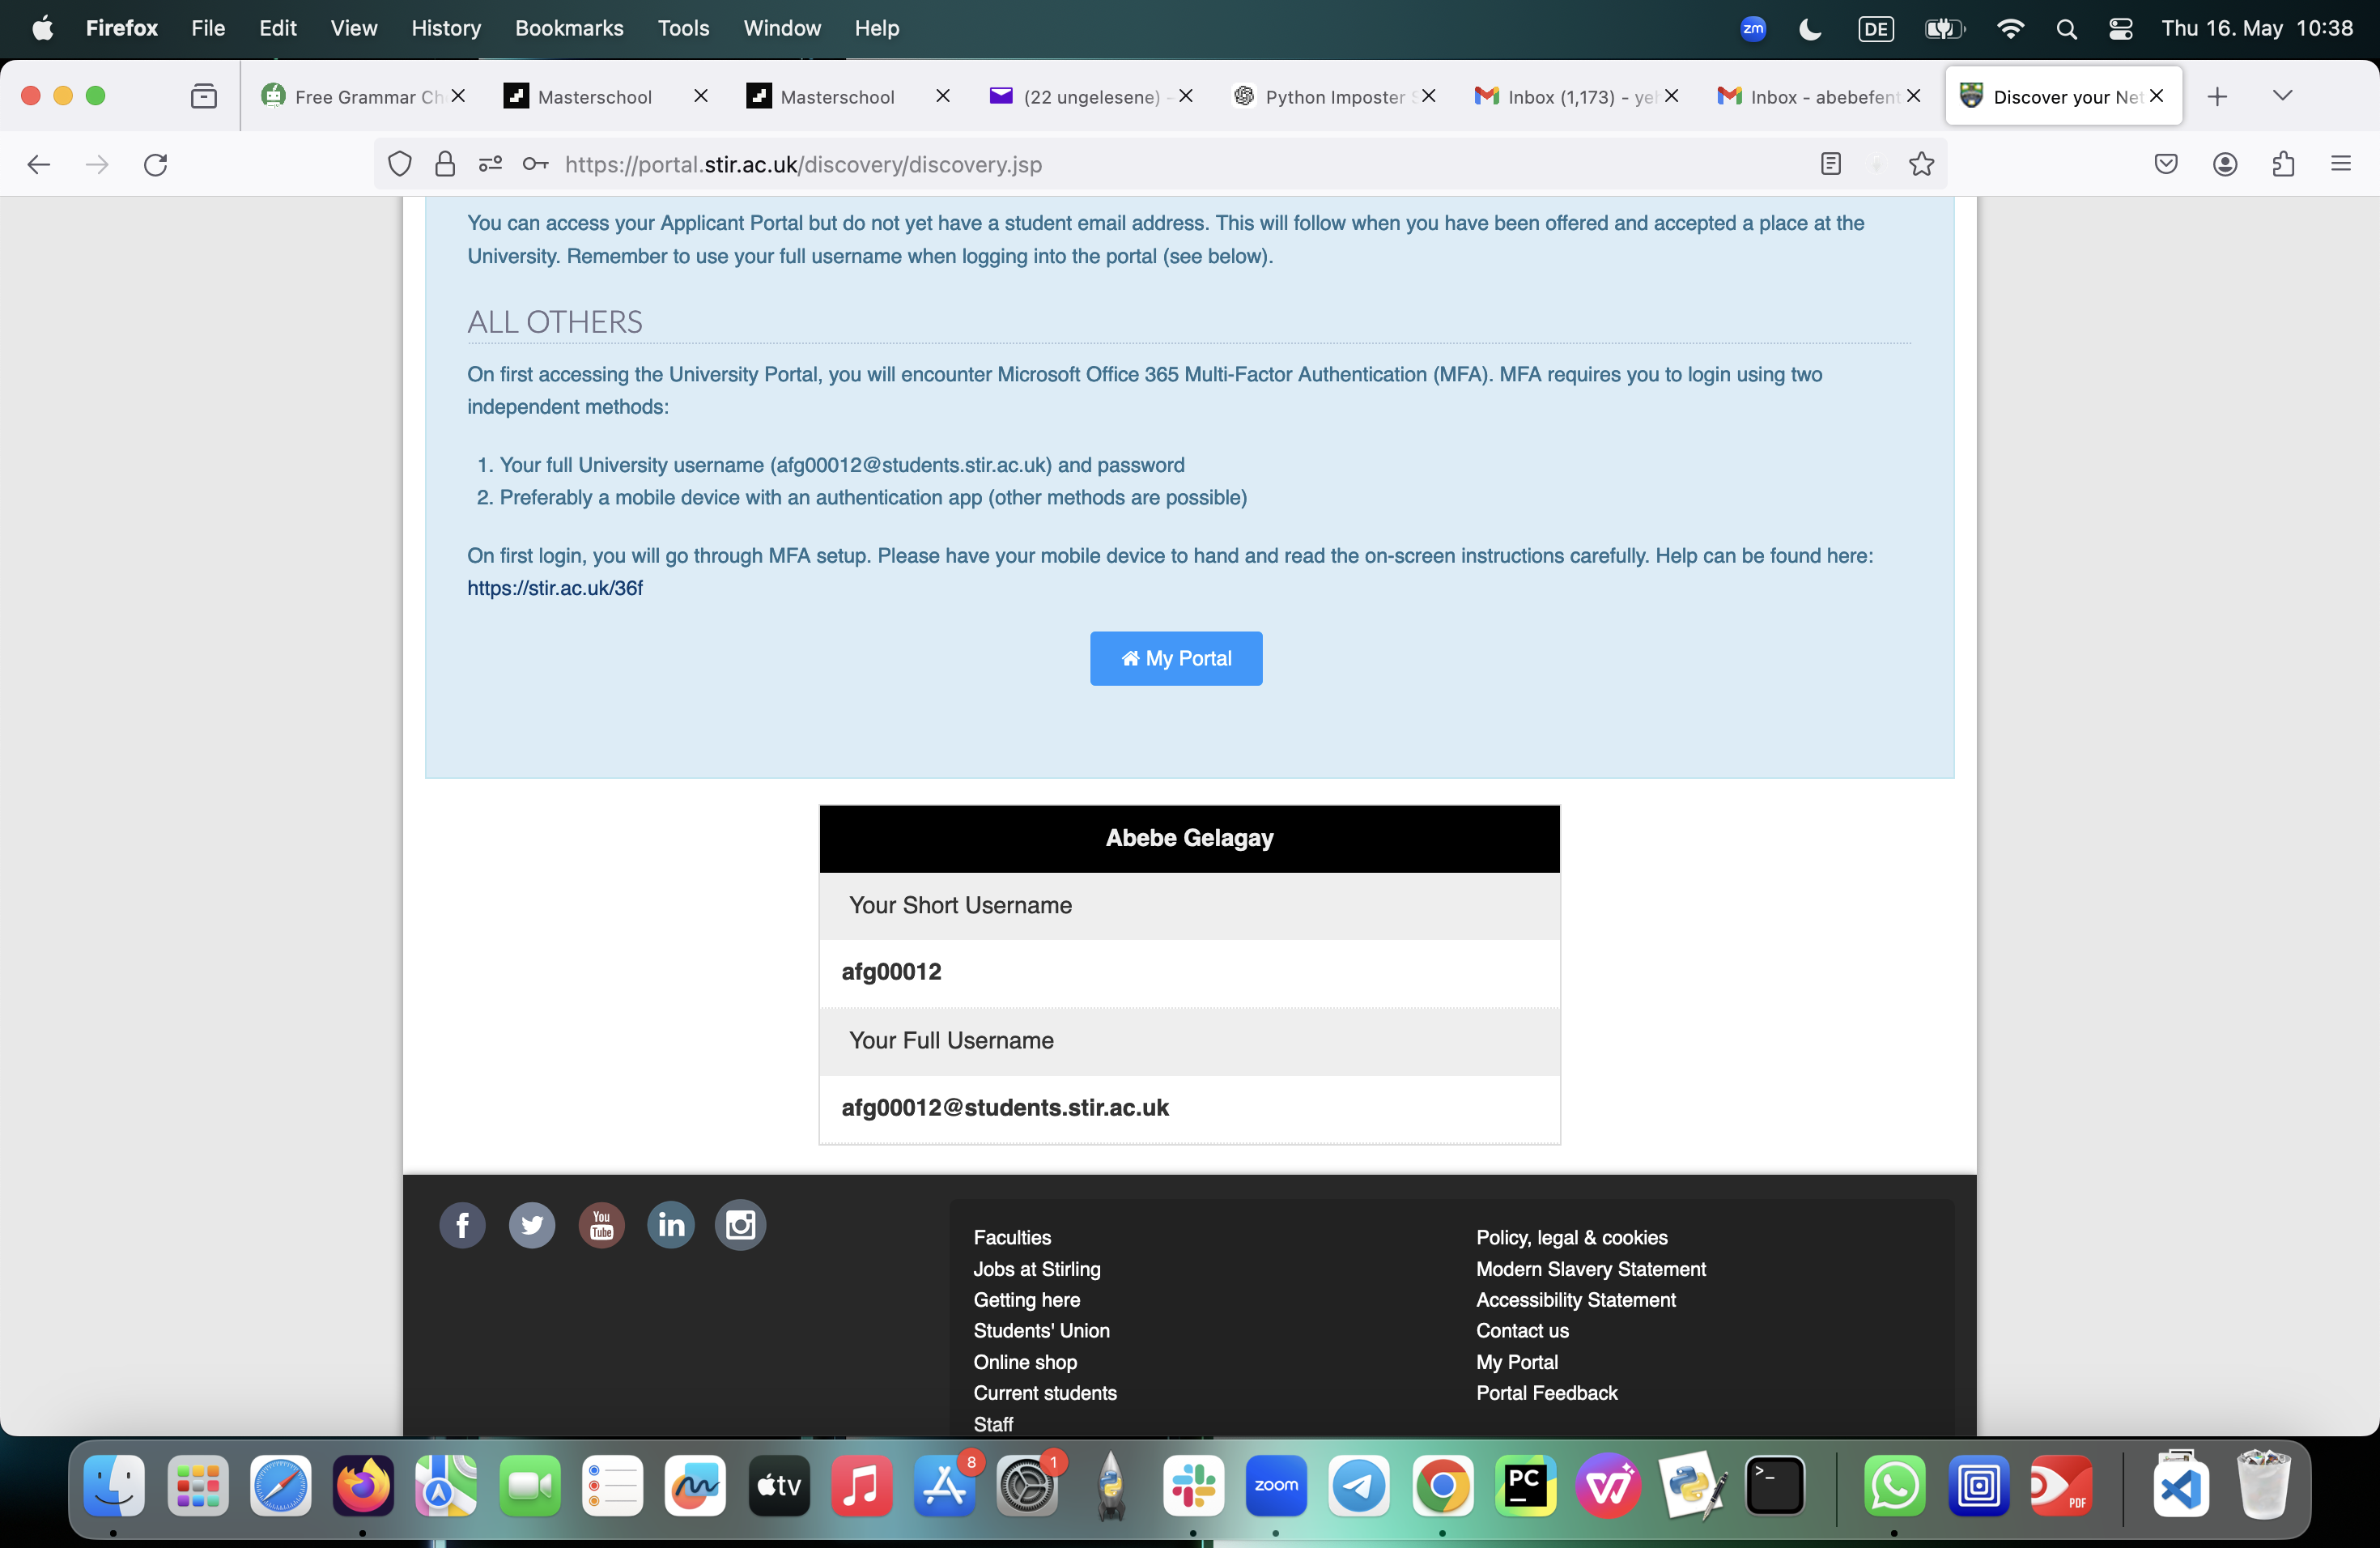 Firefox File Edit View History Bookmarks Tools Window Help
zm DE Thu 16. May 10:38
Free Grammar Ch
Masterschool
Masterschool
(22 ungelesene) -
Python Imposter S
Inbox (1,173) - yeh
Inbox - abebefent
Discover your Net
https://portal.stir.ac.uk/discovery/discovery.jsp
You can access your Applicant Portal but do not yet have a student email address. This will follow when you have been offered and accepted a place at the
University. Remember to use your full username when logging into the portal (see below).
ALL OTHERS
On first accessing the University Portal, you will encounter Microsoft Office 365 Multi-Factor Authentication (MFA). MFA requires you to login using two
independent methods:
1. Your full University username (afg00012@students.stir.ac.uk) and password
2. Preferably a mobile device with an authentication app (other methods are possible)
On first login, you will go through MFA setup. Please have your mobile device to hand and read the on-screen instructions carefully. Help can be found here:
https://stir.ac.uk/36f
My Portal
Abebe Gelagay
Your Short Username
afg00012
Your Full Username
afg00012@students.stir.ac.uk
You Tube
in
Faculties
Jobs at Stirling
Getting here
Students' Union
Online shop
Current students
Staff
Policy, legal & cookies
Modern Slavery Statement
Accessibility Statement
Contact us
My Portal
Portal Feedback
tv
8
1
zoom
PC
>_
PDF